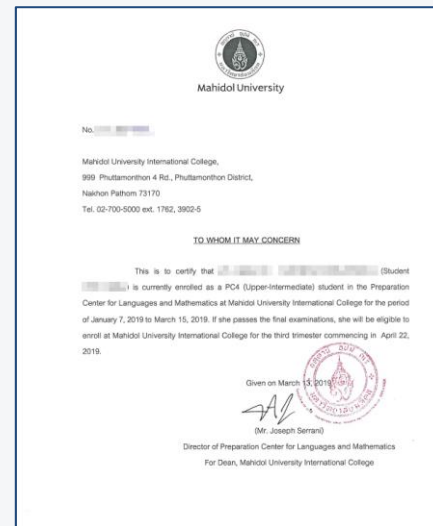 Mahidol University
No.
Mahidol University International College,
999 Phuttamonthon 4 Rd., Phuttamonthon District,
Nakhon Pathom 73170
Tel. 02-700-5000 ext. 1762, 3902-5
TO WHOM IT MAY CONCERN
This is to certify that (Student
) is currently enrolled as a PC4 (Upper-Intermediate) student in the Preparation
Center for Languages and Mathematics at Mahidol University International College for the period
of January 7, 2019 to March 15, 2019. If she passes the final examinations, she will be eligible to
enroll at Mahidol University International College for the third trimester commencing in April 22,
2019.
Given on March 13, 2019
(Mr. Joseph Serrani)
Director of Preparation Center for Languages and Mathematics
For Dean, Mahidol University International College